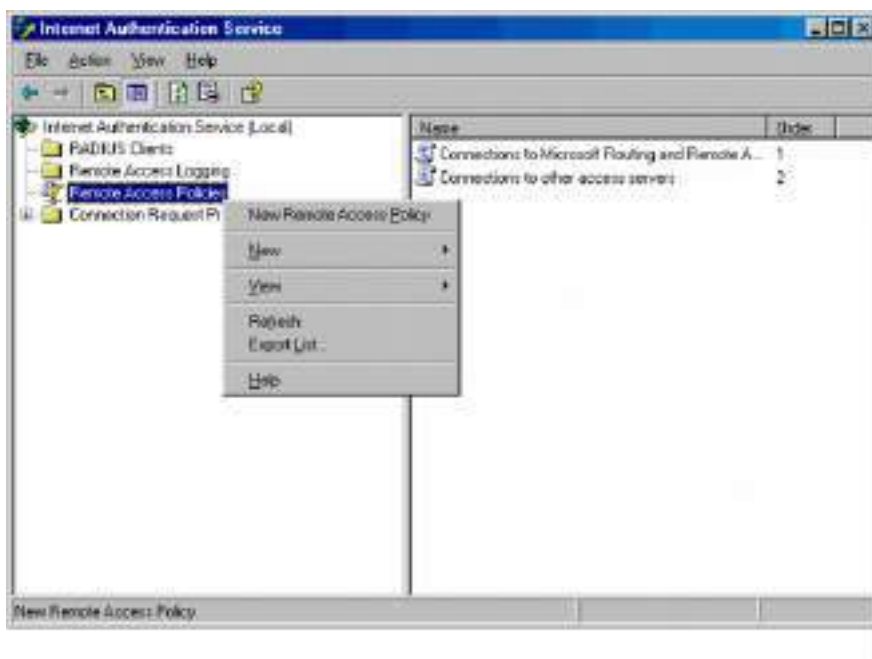 Internet Authentication Service
File Action View Help
Internet Authentication Service (Local)
RADIUS Clients
Remote Access Logging
Remote Access Policies
Connection Request P
Name Order
Connections to Microsoft Routing and Remote A... 1
Connections to other access servers 2
New Remote Access Policy
New
View
Refresh
Export List...
Help
New Remote Access Policy